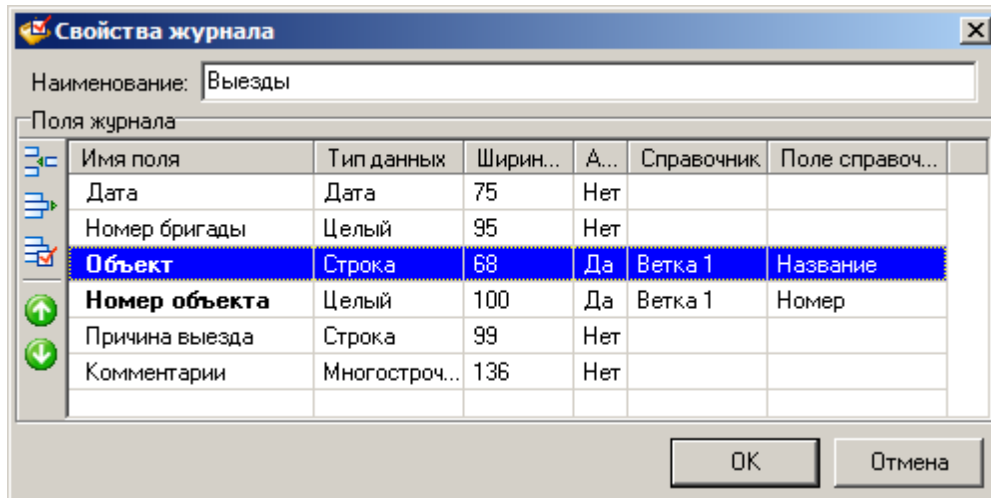 Свойства журнала
Наименование: Выезды
Поля журнала
Имя поля Тип данных Ширин... А... Справочник Поле справоч...
Дата Дата 75 Нет
Номер бригады Целый 95 Нет
Объект Строка 68 Да Ветка 1 Название
Номер объекта Целый 100 Да Ветка 1 Номер
Причина выезда Строка 99 Нет
Комментарии Многостроч... 136 Нет
OK Отмена